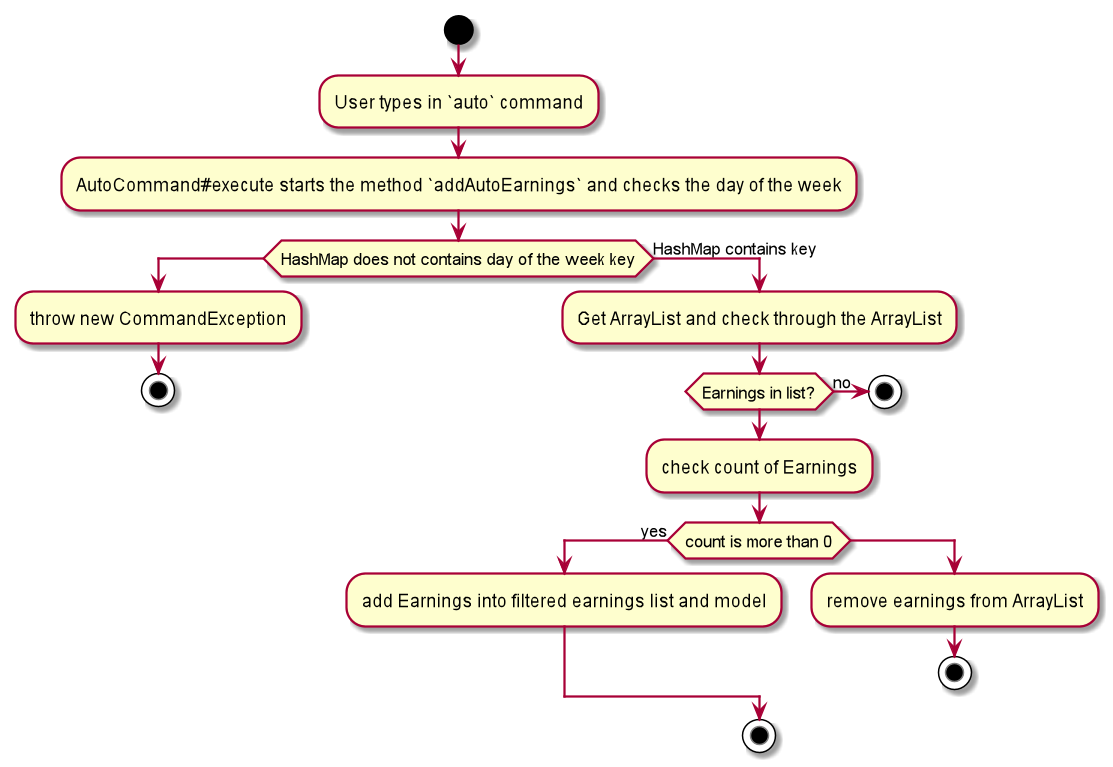 User types in `auto` command
AutoCommand#execute starts the method `addAutoEarnings` and checks the day of the week
HashMap does not contains day of the week key
HashMap contains key
throw new CommandException
Get ArrayList and check through the ArrayList
Earnings in list?
no
check count of Earnings
yes
count is more than 0
add Earnings into filtered earnings list and model
remove earnings from ArrayList